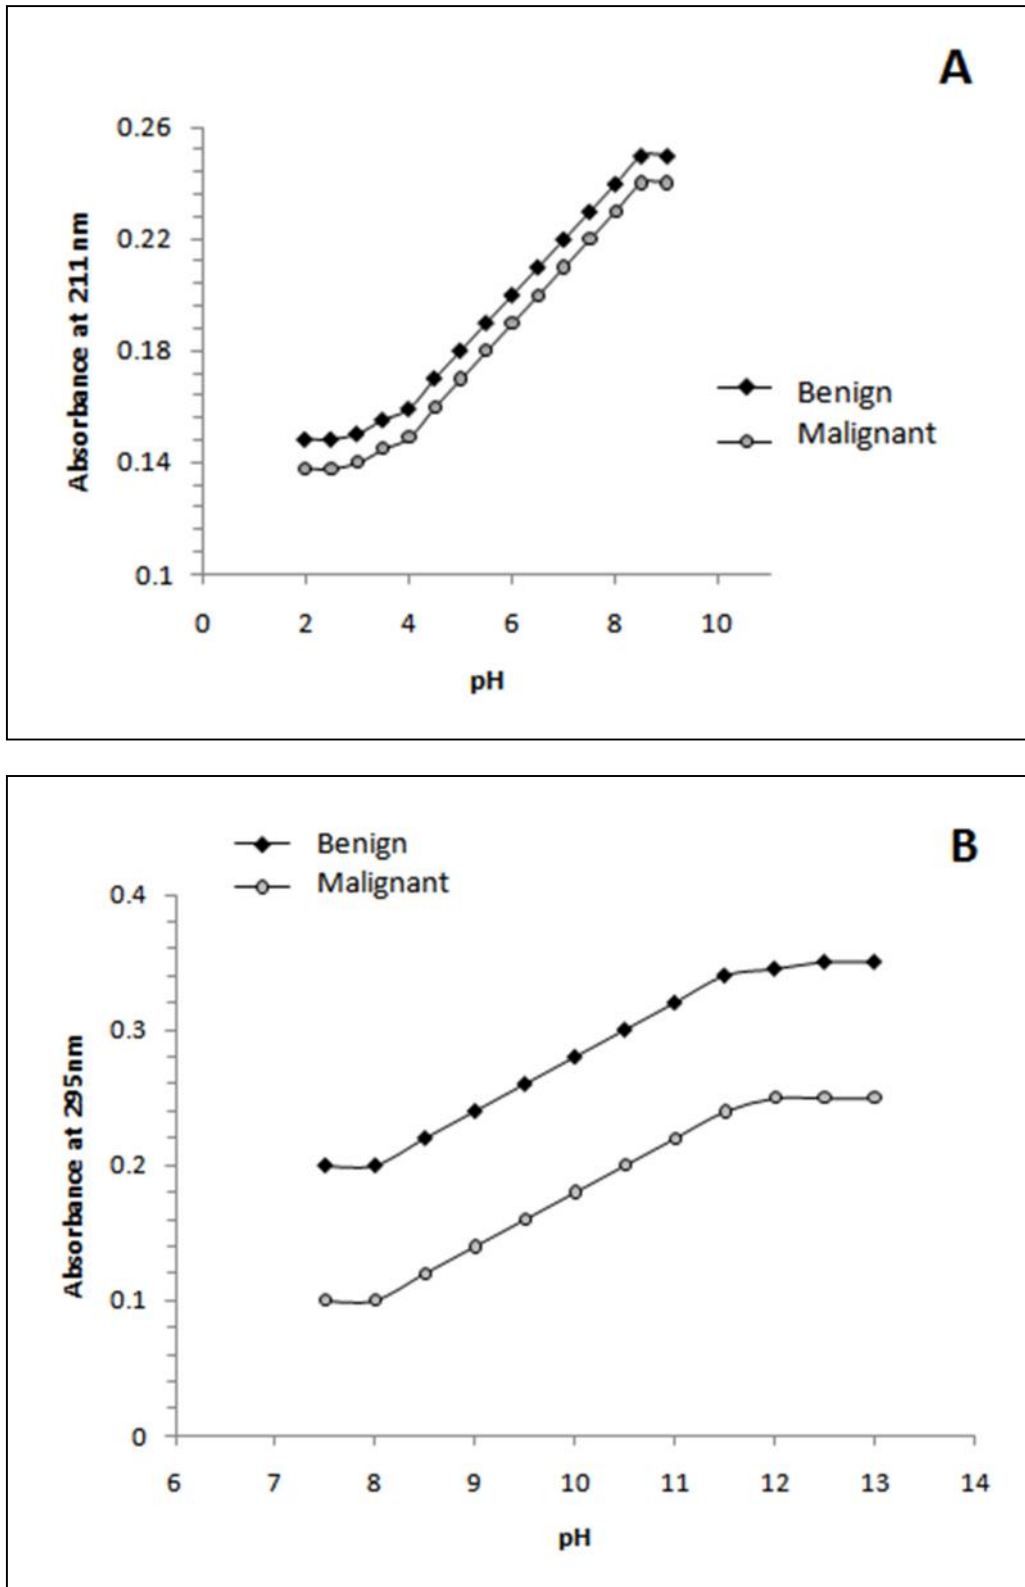 A
0.26
0.22
0.18
0.14
0.1
Absorbance at 211nm
Benign
Malignant
0 2 4 6 8 10
pH
B
Benign
Malignant
0.4
0.3
0.2
0.1
0
Absorbance at 295nm
6 7 8 9 10 11 12 13 14
pH